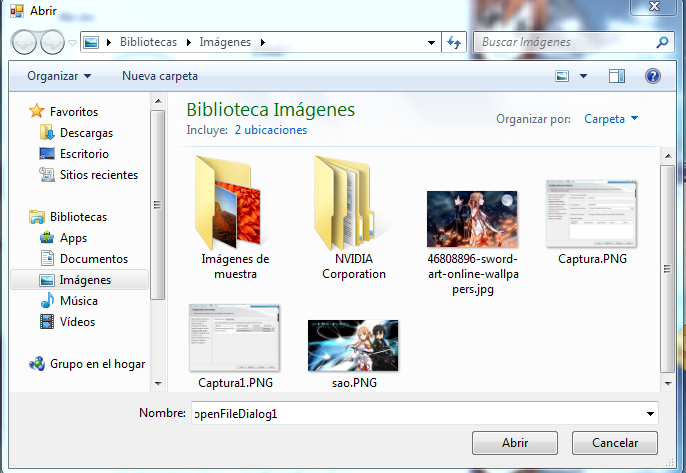 Abrir
Bibliotecas Imágenes
Buscar Imágenes
Organizar Nueva carpeta
Favoritos
Descargas
Escritorio
Sitios recientes
Bibliotecas
Apps
Documentos
Imágenes
Música
Vídeos
Grupo en el hogar
Biblioteca Imágenes
Incluye: 2 ubicaciones
Organizar por: Carpeta
Imágenes de
muestra
NVIDIA
Corporation
46808896-sword-
art-online-wallpa
pers.jpg
Captura.PNG
Captura1.PNG
sao.PNG
Nombre: openFileDialog1
Abrir Cancelar